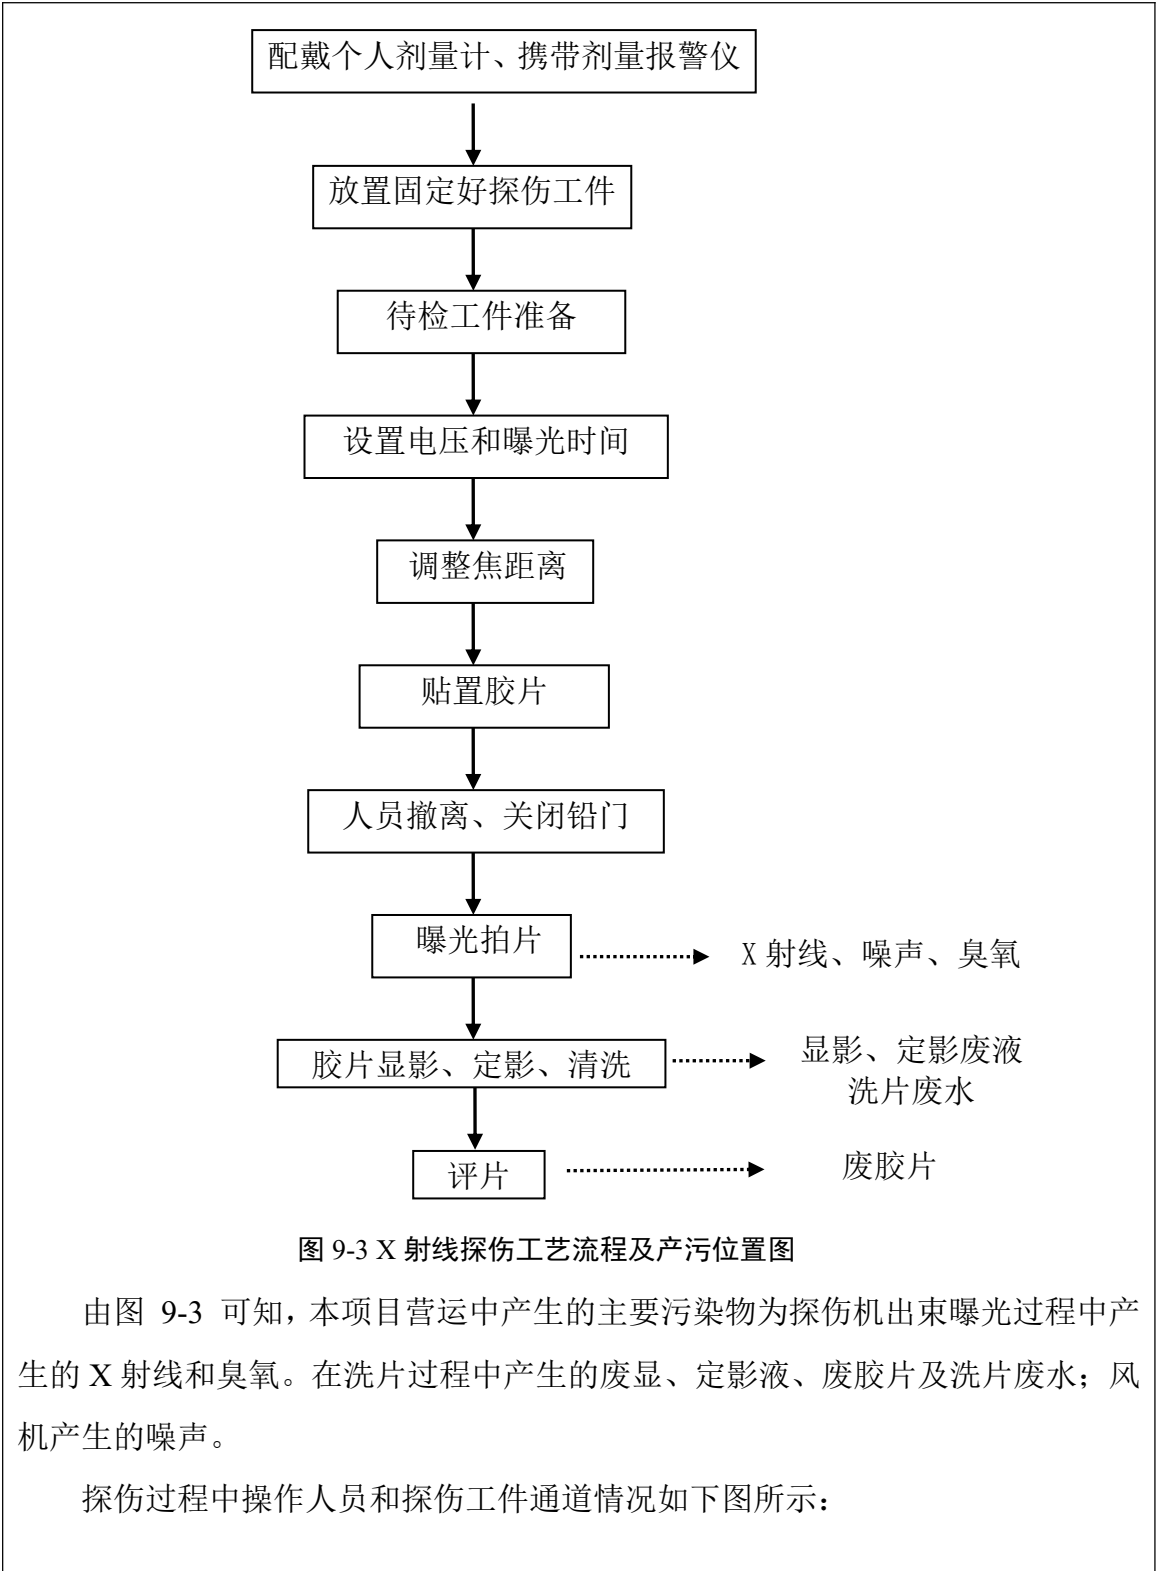 配戴个人剂量计、携带剂量报警仪
放置固定好探伤工件
待检工件准备
设置电压和曝光时间
调整焦距离
贴置胶片
人员撤离、关闭铅门
曝光拍片
X 射线、噪声、臭氧
胶片显影、定影、清洗
显影、定影废液
洗片废水
评片
废胶片
图 9-3 X 射线探伤工艺流程及产污位置图
由图 9-3 可知，本项目营运中产生的主要污染物为探伤机出束曝光过程中产
生的 X 射线和臭氧。在洗片过程中产生的废显、定影液、废胶片及洗片废水；风
机产生的噪声。
探伤过程中操作人员和探伤工件通道情况如下图所示：